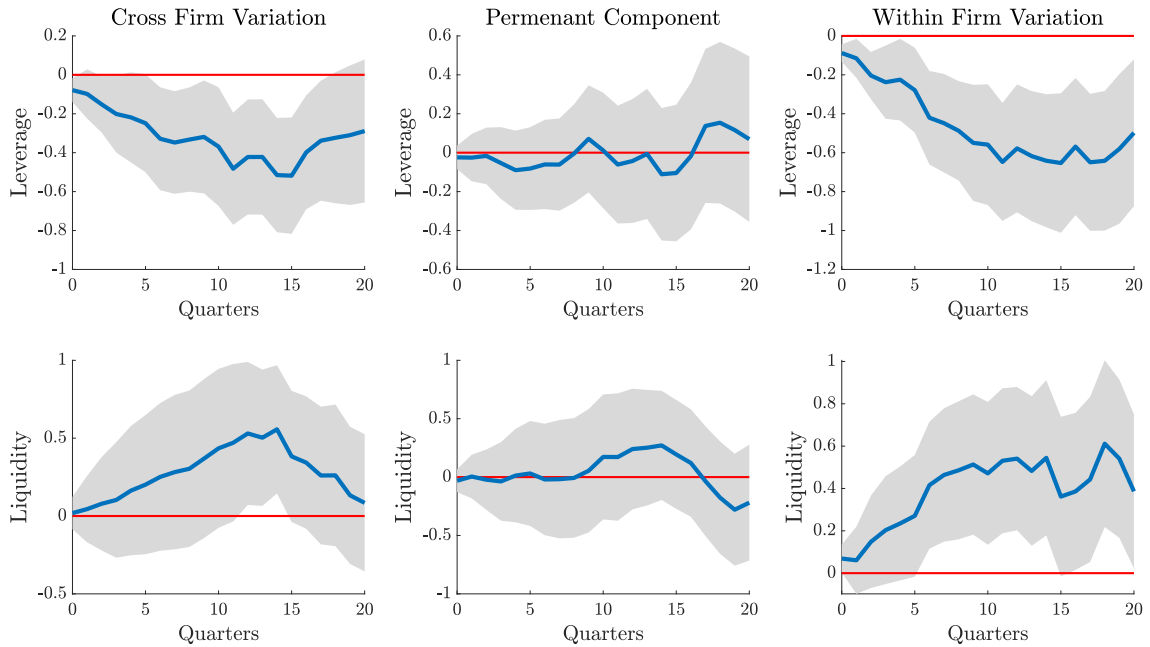 Cross Firm Variation
Permenant Component
Within Firm Variation
0.2
0
-0.2
-0.4
-0.6
-0.8
-1
Leverage
0 5 10 15 20
Quarters
0.6
0.4
0.2
0
-0.2
-0.4
-0.6
Leverage
0 5 10 15 20
Quarters
0
-0.2
-0.4
-0.6
-0.8
-1
-1.2
Leverage
0 5 10 15 20
Quarters
1
0.5
0
-0.5
Liquidity
0 5 10 15 20
Quarters
1
0.5
0
-0.5
-1
Liquidity
0 5 10 15 20
Quarters
1
0.8
0.6
0.4
0.2
0
Liquidity
0 5 10 15 20
Quarters